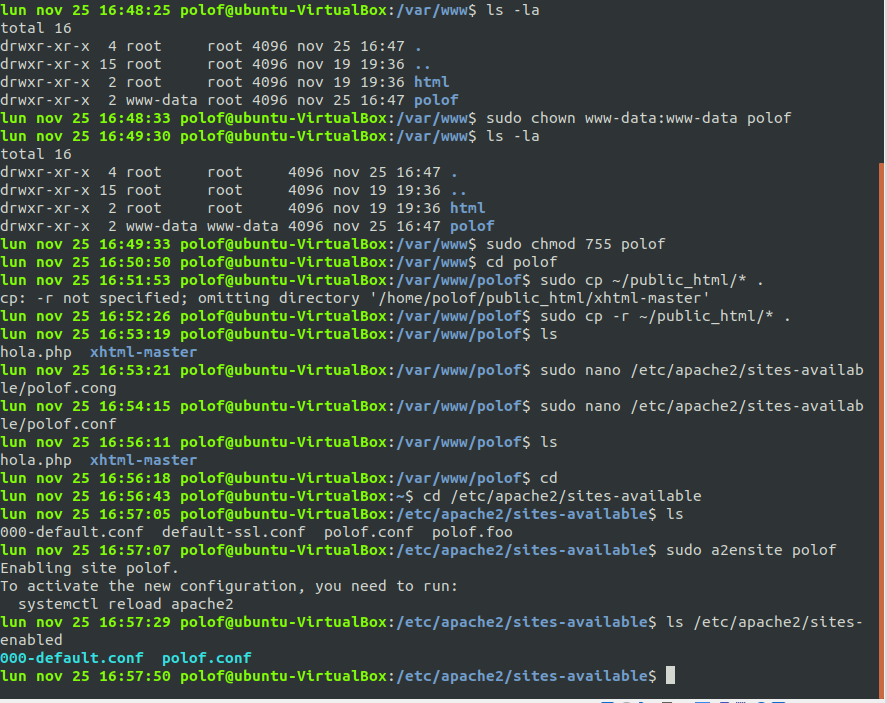 lun nov 25 16:48:25 polof@ubuntu-VirtualBox:/var/www$ ls -la
total 16
drwxr-xr-x  4 root     root 4096 nov 25 16:47 .
drwxr-xr-x 15 root     root 4096 nov 19 19:36 ..
drwxr-xr-x  2 root     root 4096 nov 19 19:36 html
drwxr-xr-x  2 www-data root 4096 nov 25 16:47 polof
lun nov 25 16:48:33 polof@ubuntu-VirtualBox:/var/www$ sudo chown www-data:www-data polof
lun nov 25 16:49:30 polof@ubuntu-VirtualBox:/var/www$ ls -la
total 16
drwxr-xr-x  4 root     root     4096 nov 25 16:47 .
drwxr-xr-x 15 root     root     4096 nov 19 19:36 ..
drwxr-xr-x  2 root     root     4096 nov 19 19:36 html
drwxr-xr-x  2 www-data www-data 4096 nov 25 16:47 polof
lun nov 25 16:49:33 polof@ubuntu-VirtualBox:/var/www$ sudo chmod 755 polof
lun nov 25 16:50:50 polof@ubuntu-VirtualBox:/var/www$ cd polof
lun nov 25 16:51:53 polof@ubuntu-VirtualBox:/var/www/polof$ sudo cp ~/public_html/* .
cp: -r not specified; omitting directory '/home/polof/public_html/xhtml-master'
lun nov 25 16:52:26 polof@ubuntu-VirtualBox:/var/www/polof$ sudo cp -r ~/public_html/* .
lun nov 25 16:53:19 polof@ubuntu-VirtualBox:/var/www/polof$ ls
hola.php  xhtml-master
lun nov 25 16:53:21 polof@ubuntu-VirtualBox:/var/www/polof$ sudo nano /etc/apache2/sites-availab
le/polof.cong
lun nov 25 16:54:15 polof@ubuntu-VirtualBox:/var/www/polof$ sudo nano /etc/apache2/sites-availab
le/polof.conf
lun nov 25 16:56:11 polof@ubuntu-VirtualBox:/var/www/polof$ ls
hola.php  xhtml-master
lun nov 25 16:56:18 polof@ubuntu-VirtualBox:/var/www/polof$ cd
lun nov 25 16:56:43 polof@ubuntu-VirtualBox:~$ cd /etc/apache2/sites-available
lun nov 25 16:57:05 polof@ubuntu-VirtualBox:/etc/apache2/sites-available$ ls
000-default.conf  default-ssl.conf  polof.conf  polof.foo
lun nov 25 16:57:07 polof@ubuntu-VirtualBox:/etc/apache2/sites-available$ sudo a2ensite polof
Enabling site polof.
To activate the new configuration, you need to run:
  systemctl reload apache2
lun nov 25 16:57:29 polof@ubuntu-VirtualBox:/etc/apache2/sites-available$ ls /etc/apache2/sites-
enabled
000-default.conf  polof.conf
lun nov 25 16:57:50 polof@ubuntu-VirtualBox:/etc/apache2/sites-available$